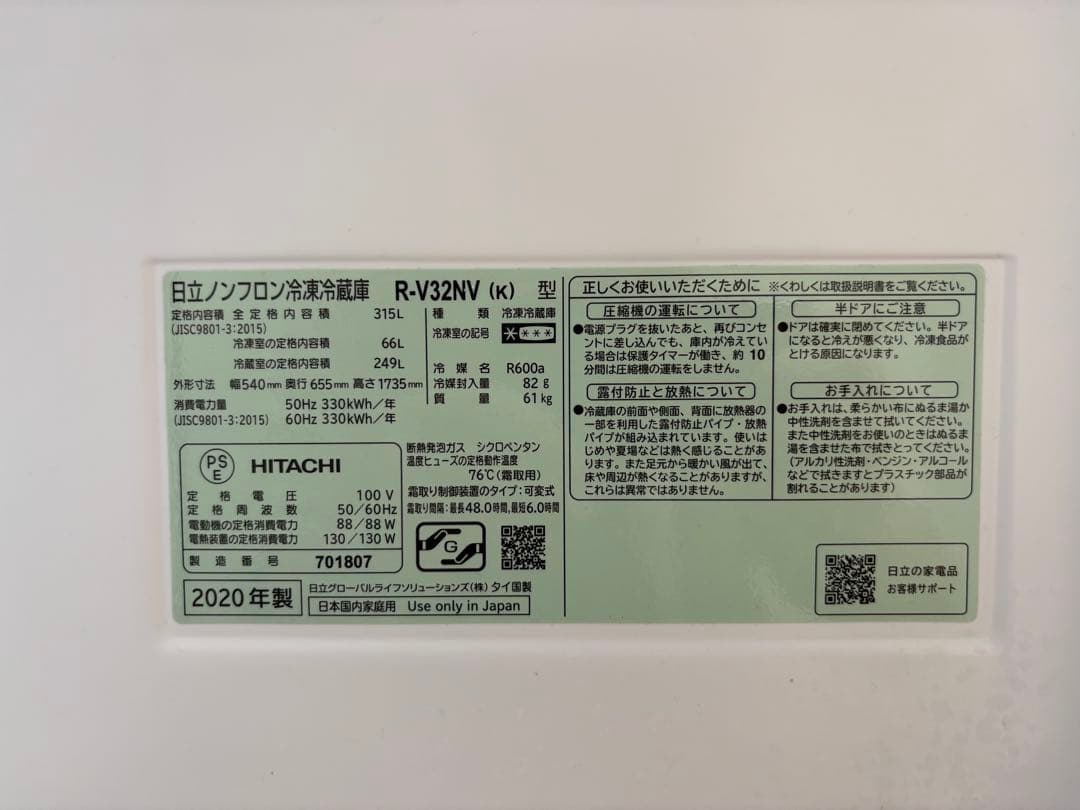 日立ノンフロン冷凍冷蔵庫 R-V32NV (K) 型
定格内容積 全定格内容積 315L
(JISC9801-3:2015)
冷凍室の定格内容積 66L
冷蔵室の定格内容積 249L
外形寸法 幅540mm 奥行655mm 高さ1735mm
消費電力量 50Hz 330kWh/年
(JISC9801-3:2015) 60Hz 330kWh/年
種類 冷凍冷蔵庫
冷凍室の記号 ****
冷媒名 R600a
冷媒封入量 82g
質量 61kg
PSE HITACHI
定格電圧 100V
定格周波数 50/60Hz
電動機の定格消費電力 88/88W
電熱装置の定格消費電力 130/130W
製造番号 701807
断熱発泡ガス シクロペンタン
温度ヒューズの定格動作温度
76℃(霜取用)
霜取り制御装置のタイプ:可変式
霜取り間隔:最長48.0時間,最短6.0時間
G
2020年製
日立グローバルライフソリューションズ(株) タイ国製
日本国内家庭用 Use only in Japan
正しくお使いいただくために ※くわしくは取扱説明書をご覧ください。
圧縮機の運転について
●電源プラグを抜いたあと、再びコンセ
ントに差し込んでも、庫内が冷えてい
る場合は保護タイマーが働き、約10
分間は圧縮機の運転をしません。
露付防止と放熱について
●冷蔵庫の前面や側面、背面に放熱器の
一部を利用した露付防止パイプ・放熱
パイプが組み込まれています。使いは
じめや夏場などは熱く感じることがあ
ります。また足元から暖かい風が出て、
床や周辺が熱くなることがありますが、
これらは異常ではありません。
半ドアにご注意
●ドアは確実に閉めてください。半ドア
になると冷えが悪くなり、冷凍食品が
とける原因になります。
お手入れについて
●お手入れは、柔らかい布にぬるま湯か
中性洗剤を含ませて拭いてください。
また中性洗剤をお使いのときはぬるま
湯を含ませた布で拭きとってください。
(アルカリ性洗剤・ベンジン・アルコール
などで拭きますとプラスチック部品が
割れることがあります)
日立の家電品
お客様サポート